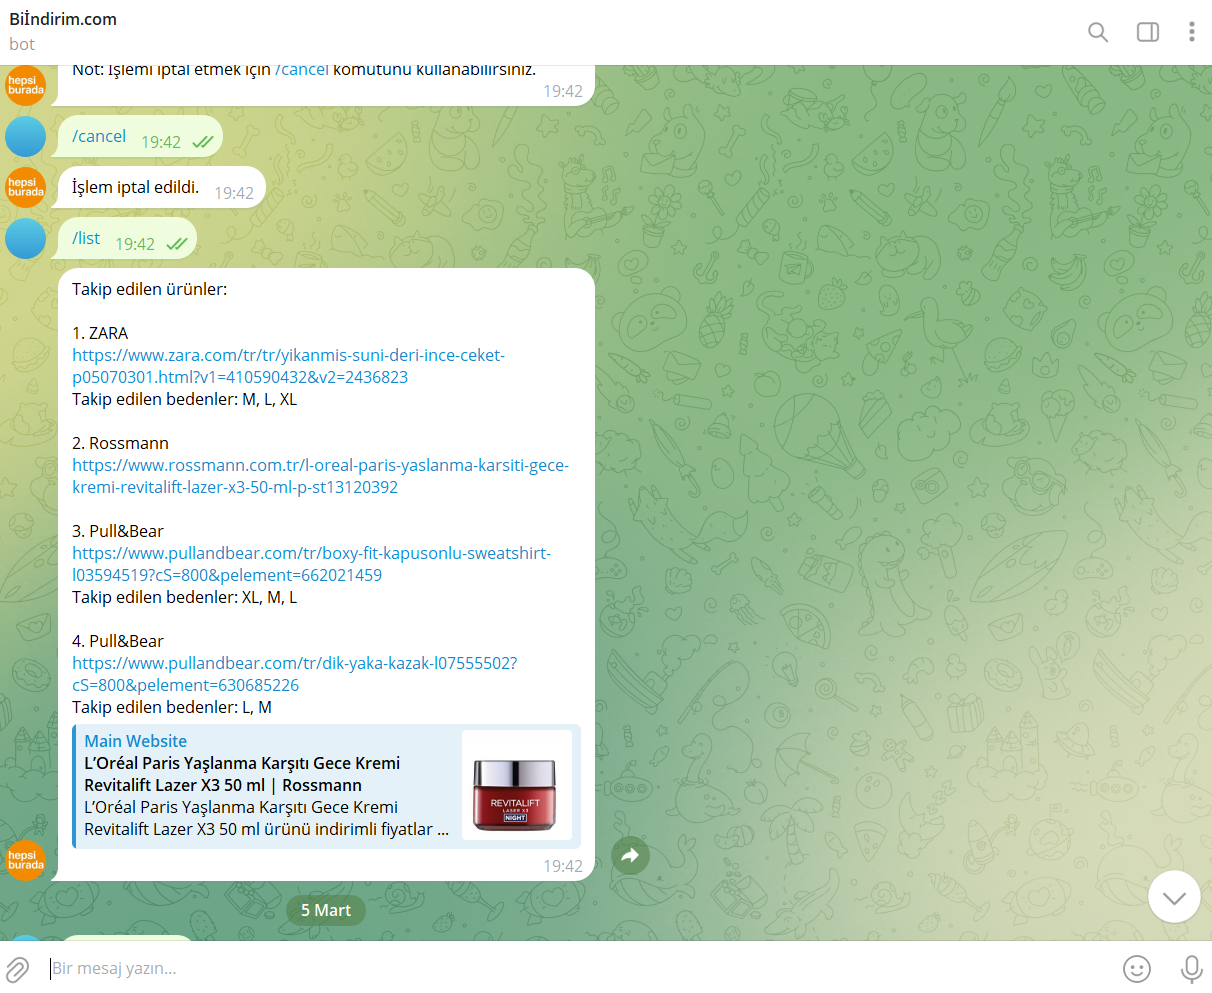 Biİndirim.com
bot
Not: İşlemi iptal etmek için /cancel komutunu kullanabilirsiniz.
19:42
hepsi
burada
/cancel 19:42
İşlem iptal edildi. 19:42
hepsi
burada
/list 19:42
Takip edilen ürünler:
1. ZARA
https://www.zara.com/tr/tr/yikanmis-suni-deri-ince-ceket-
p05070301.html?v1=410590432&v2=2436823
Takip edilen bedenler: M, L, XL
2. Rossmann
https://www.rossmann.com.tr/l-oreal-paris-yaslanma-karsiti-gece-
kremi-revitalift-lazer-x3-50-ml-p-st13120392
3. Pull&Bear
https://www.pullandbear.com/tr/boxy-fit-kapusonlu-sweatshirt-
l03594519?cS=800&pelement=662021459
Takip edilen bedenler: XL, M, L
4. Pull&Bear
https://www.pullandbear.com/tr/dik-yaka-kazak-l07555502?
cS=800&pelement=630685226
Takip edilen bedenler: L, M
Main Website
L’Oréal Paris Yaşlanma Karşıtı Gece Kremi
Revitalift Lazer X3 50 ml | Rossmann
L’Oréal Paris Yaşlanma Karşıtı Gece Kremi
Revitalift Lazer X3 50 ml ürünü indirimli fiyatlar ...
REVITALIFT
LASER X3
NIGHT
hepsi
burada
19:42
5 Mart
Bir mesaj yazın...